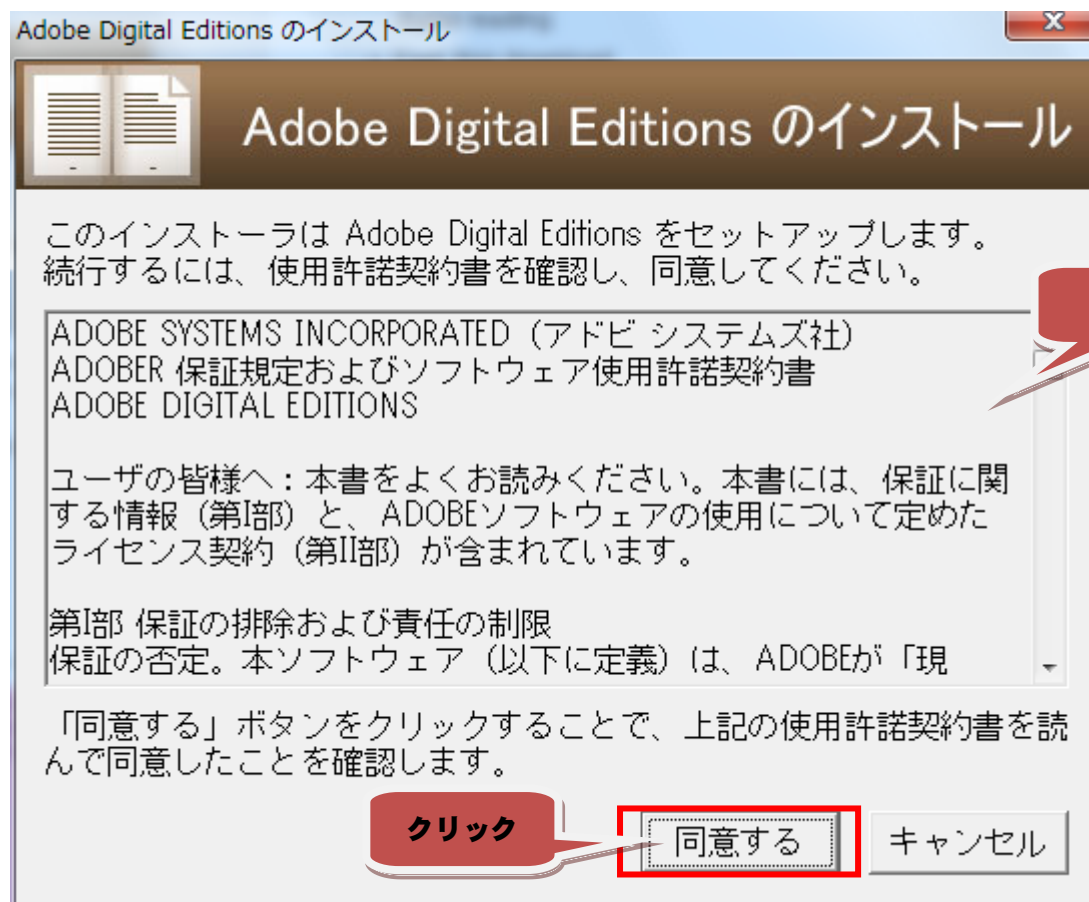 Adobe Digital Editions のインストール
Adobe Digital Editions のインストール
このインストーラは Adobe Digital Editions をセットアップします。
続行するには、使用許諾契約書を確認し、同意してください。
ADOBE SYSTEMS INCORPORATED（アドビ システムズ社）
ADOBER 保証規定およびソフトウェア使用許諾契約書
ADOBE DIGITAL EDITIONS
ユーザの皆様へ：本書をよくお読みください。本書には、保証に関
する情報（第I部）と、ADOBEソフトウェアの使用について定めた
ライセンス契約（第II部）が含まれています。
第I部 保証の排除および責任の制限
保証の否定。本ソフトウェア（以下に定義）は、ADOBEが「現
「同意する」ボタンをクリックすることで、上記の使用許諾契約書を読
んで同意したことを確認します。
クリック
同意する
キャンセル